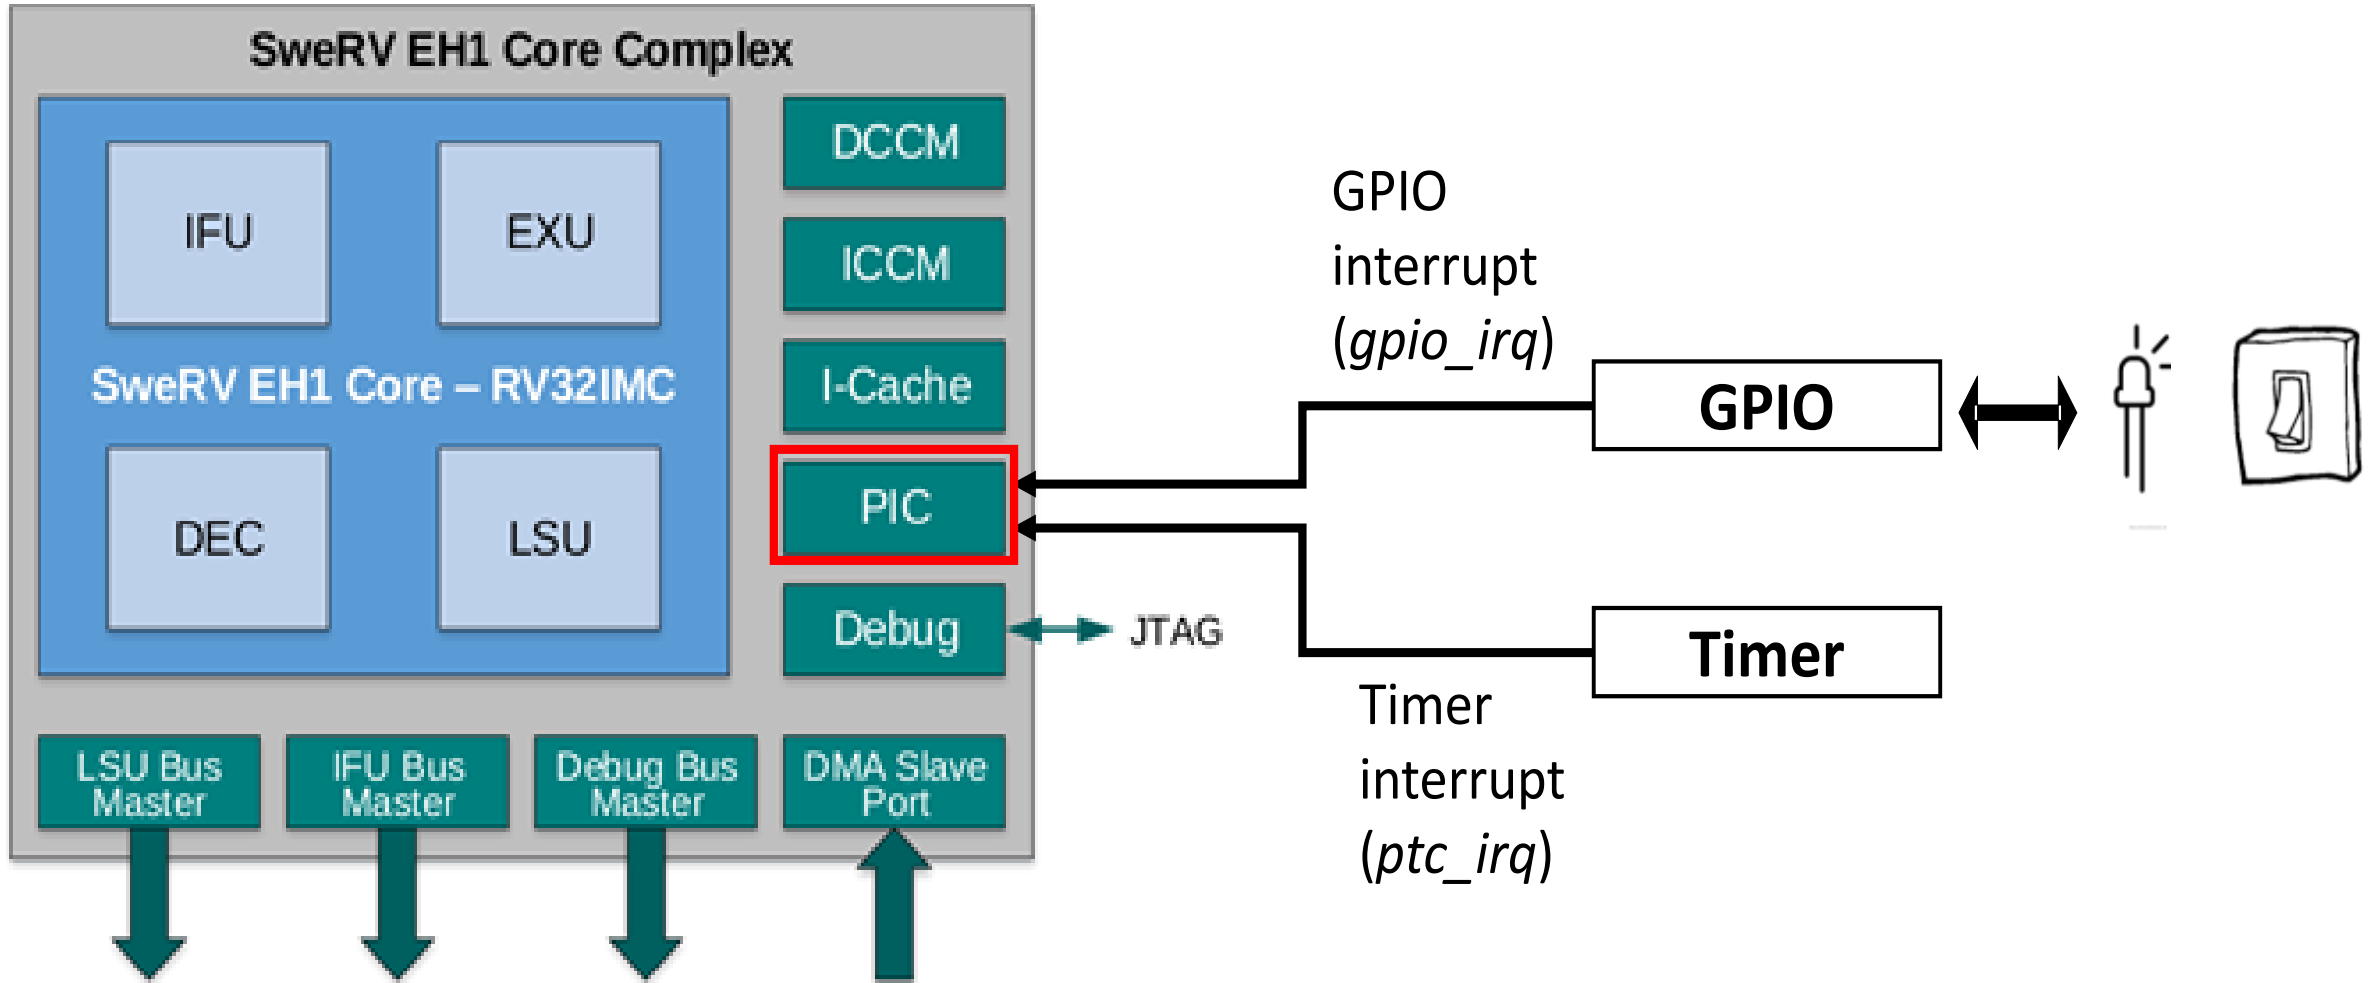 SweRV EH1 Core Complex
IFU
EXU
SweRV EH1 Core – RV32IMC
DEC
LSU
DCCM
ICCM
I-Cache
PIC
Debug
JTAG
LSU Bus
Master
IFU Bus
Master
Debug Bus
Master
DMA Slave
Port
GPIO
interrupt
(gpio_irq)
GPIO
Timer
Timer
interrupt
(ptc_irq)